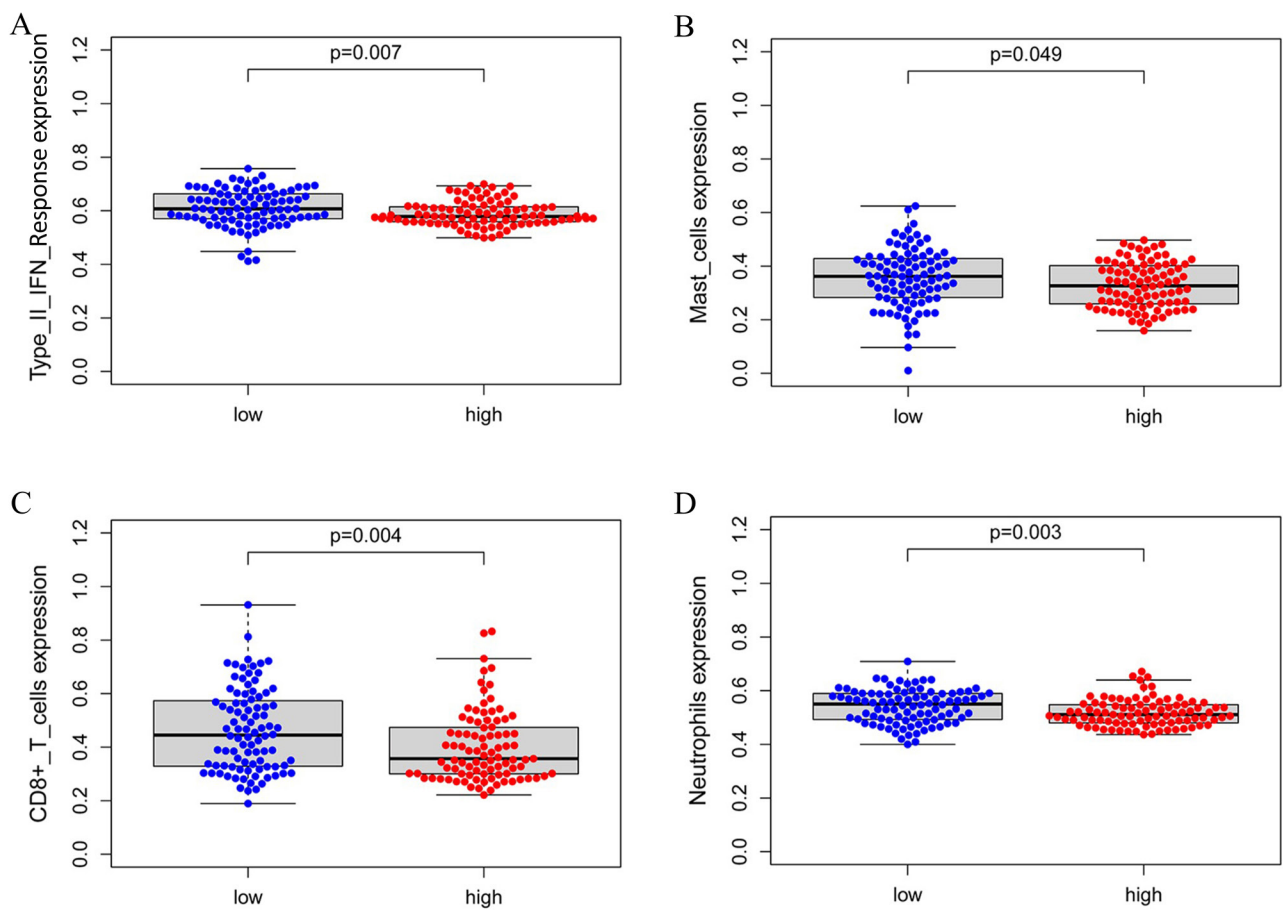 A
Type_II_IFN_Response expression
1.2
1.0
0.8
0.6
0.4
0.2
0.0
p=0.007
low
high
B
Mast_cells expression
1.2
1.0
0.8
0.6
0.4
0.2
0.0
p=0.049
low
high
C
CD8+_T_cells expression
1.2
1.0
0.8
0.6
0.4
0.2
0.0
p=0.004
low
high
D
Neutrophils expression
1.2
1.0
0.8
0.6
0.4
0.2
0.0
p=0.003
low
high